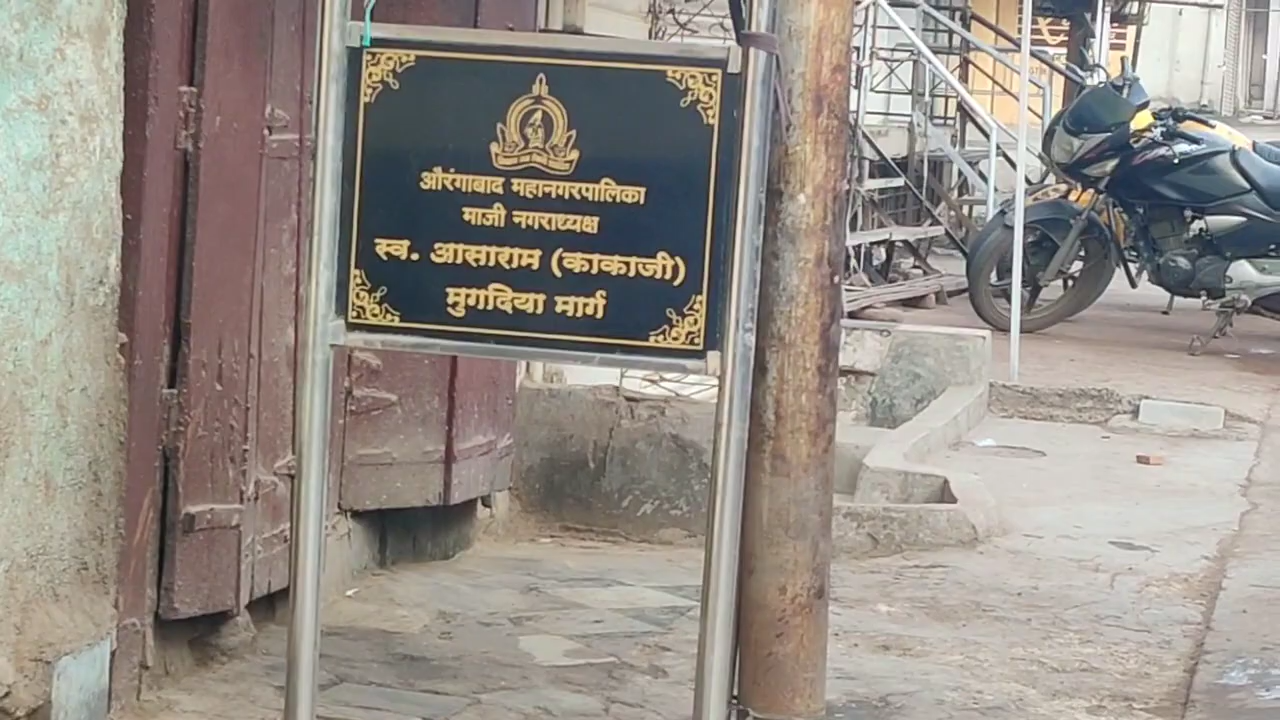 औरंगाबाद महानगरपालिका
माजी नगराध्यक्ष
स्व. आसाराम (काकाजी)
मुगदिया मार्ग